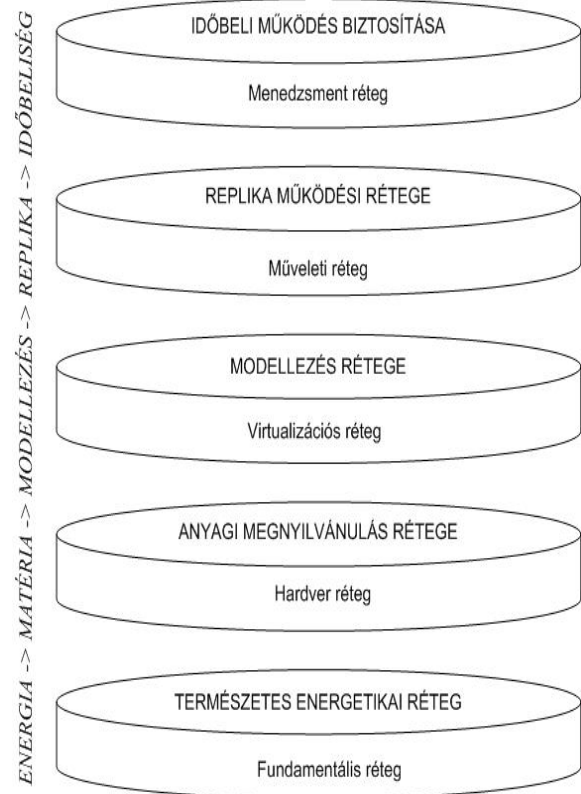 IDŐBELI MŰKÖDÉS BIZTOSÍTÁSA
Menedzsment réteg
REPLIKA MŰKÖDÉSI RÉTEGE
Műveleti réteg
MODELLEZÉS RÉTEGE
Virtualizációs réteg
ANYAGI MEGNYILVÁNULÁS RÉTEGE
Hardver réteg
TERMÉSZETES ENERGETIKAI RÉTEG
Fundamentális réteg
ENERGIA -> MATÉRIA -> MODELLEZÉS -> REPLIKA -> IDŐBELISÉG